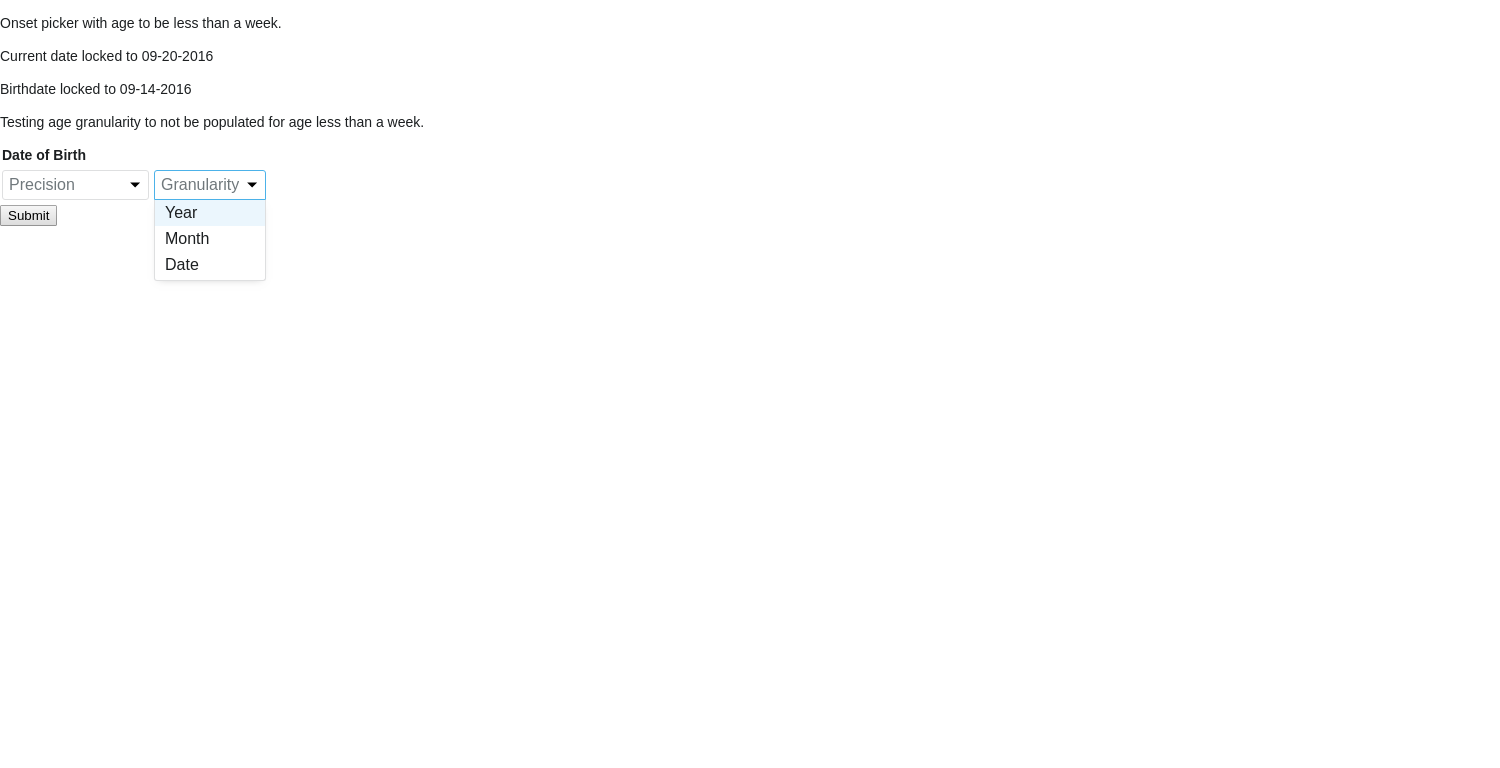 Onset picker with age to be less than a week.
Current date locked to 09-20-2016
Birthdate locked to 09-14-2016
Testing age granularity to not be populated for age less than a week.
Date of Birth
Precision Granularity
Submit
Year
Month
Date